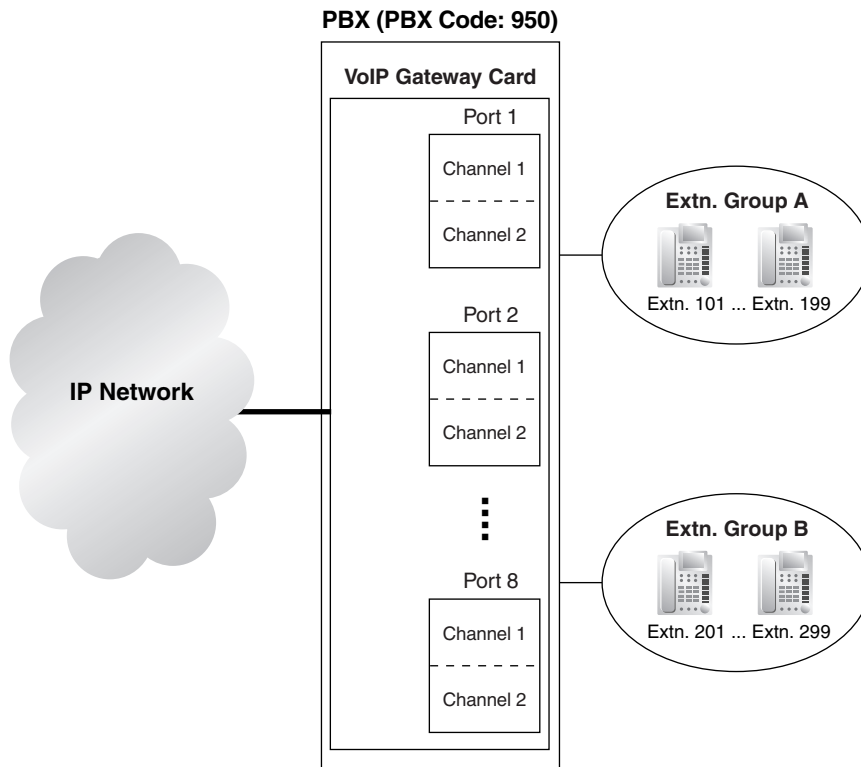 PBX (PBX Code: 950)
VoIP Gateway Card
Port 1
Channel 1
Channel 2
Extn. Group A
Extn. 101 ... Extn. 199
Port 2
Channel 1
Channel 2
IP Network
Extn. Group B
Extn. 201 ... Extn. 299
Port 8
Channel 1
Channel 2